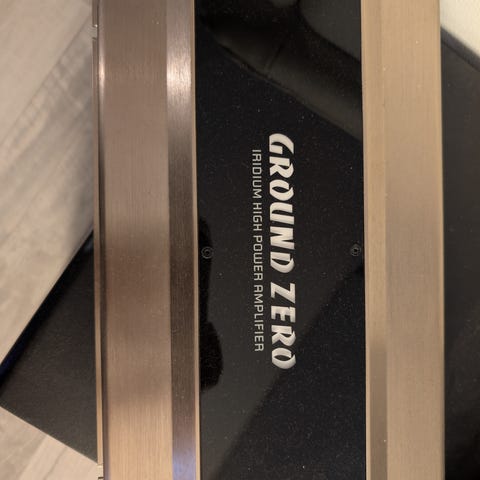 GROUND ZERO
IRIDIUM HIGH POWER AMPLIFIER